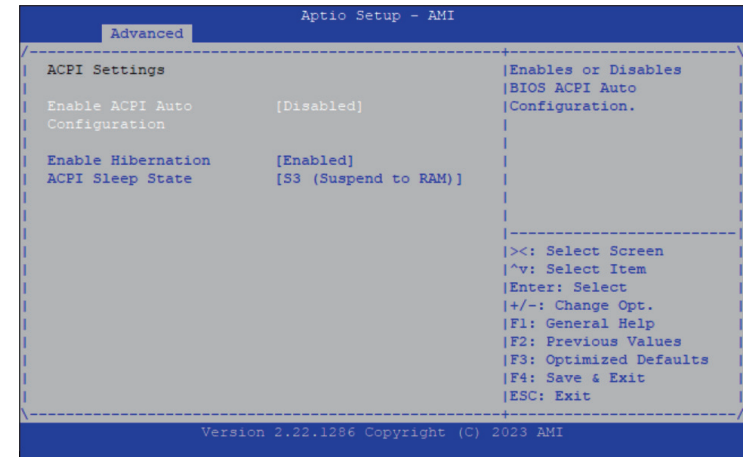 Aptio Setup - AMI
Advanced
ACPI Settings
Enable ACPI Auto [Disabled]
Configuration
Enable Hibernation [Enabled]
ACPI Sleep State [S3 (Suspend to RAM)]
Enables or Disables
BIOS ACPI Auto
Configuration.
><: Select Screen
^v: Select Item
Enter: Select
+/-: Change Opt.
F1: General Help
F2: Previous Values
F3: Optimized Defaults
F4: Save & Exit
ESC: Exit
Version 2.22.1286 Copyright (C) 2023 AMI